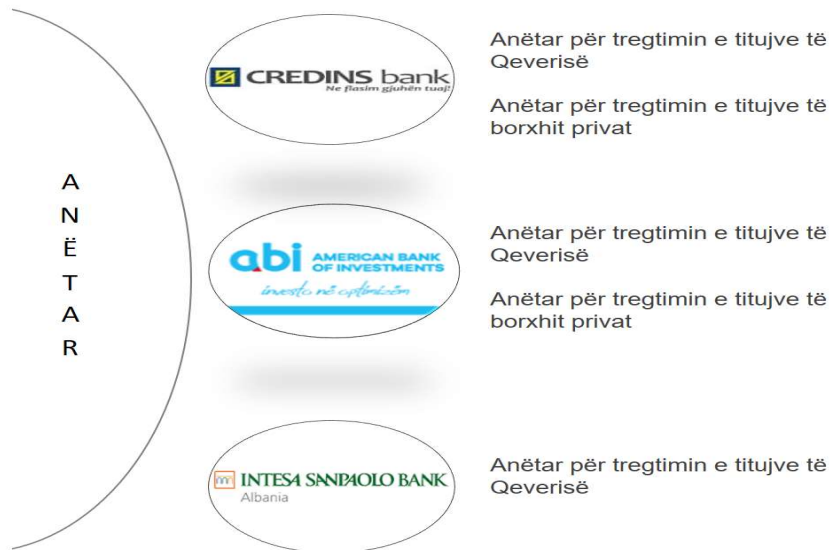 A
N
Ë
T
A
R
CREDINS bank
Ne flasim gjuhën tuaj!
Anëtar për tregtimin e titujve të
Qeverisë
Anëtar për tregtimin e titujve të
borxhit privat
abi AMERICAN BANK
OF INVESTMENTS
investo në optimizëm
Anëtar për tregtimin e titujve të
Qeverisë
Anëtar për tregtimin e titujve të
borxhit privat
INTESA SANPAOLO BANK
Albania
Anëtar për tregtimin e titujve të
Qeverisë